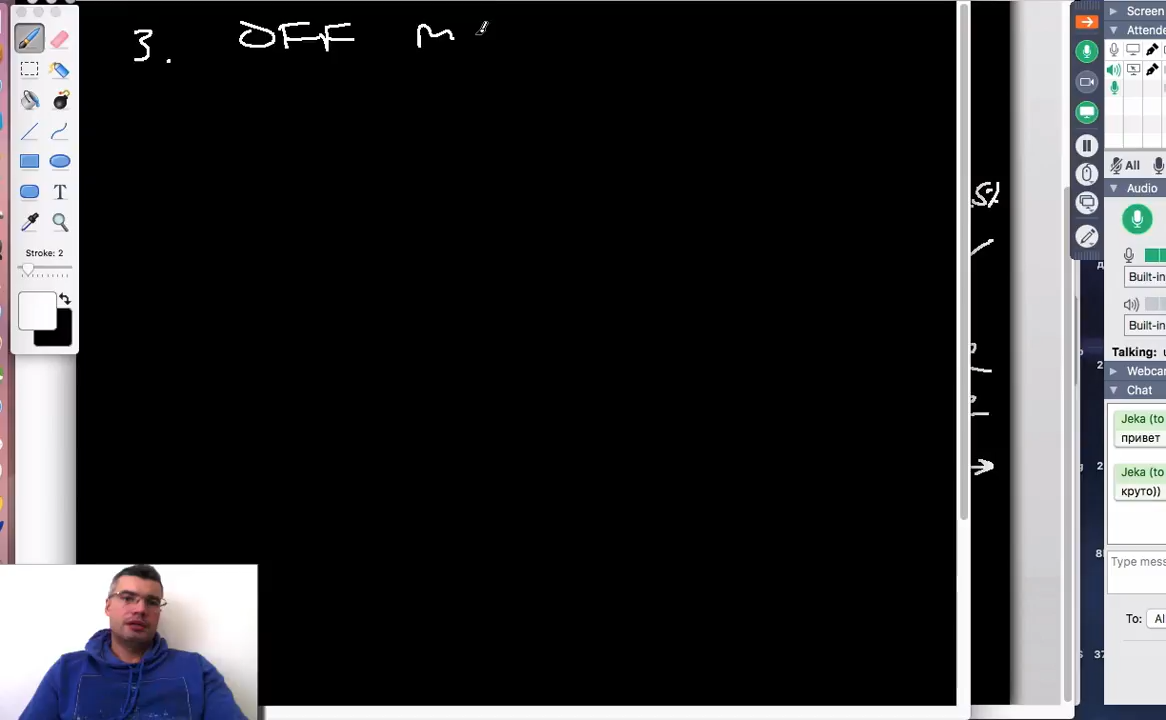 3. OFF M
Stroke: 2
Screen
Attende
All
Audio
Built-in
Built-in
Talking:
Webcar
Chat
Jeka (to
привет
Jeka (to
круто))
Type mess
To: Al